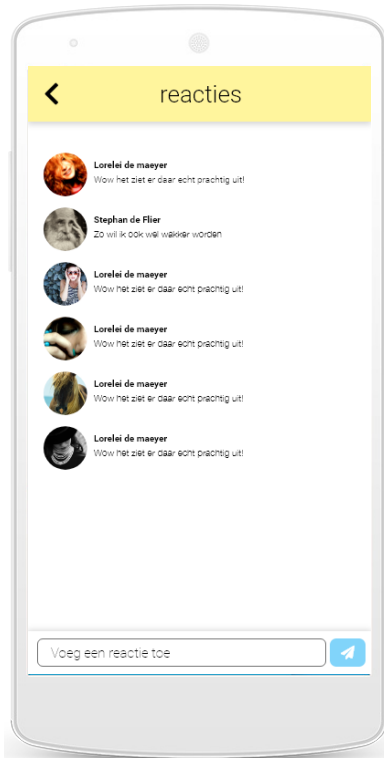 reacties
Lorelei de maeyer
Wow het ziet er daar echt prachtig uit!
Stephan de Flier
Zo wil ik ook wel wakker worden
Lorelei de maeyer
Wow het ziet er daar echt prachtig uit!
Lorelei de maeyer
Wow het ziet er daar echt prachtig uit!
Lorelei de maeyer
Wow het ziet er daar echt prachtig uit!
Lorelei de maeyer
Wow het ziet er daar echt prachtig uit!
Voeg een reactie toe